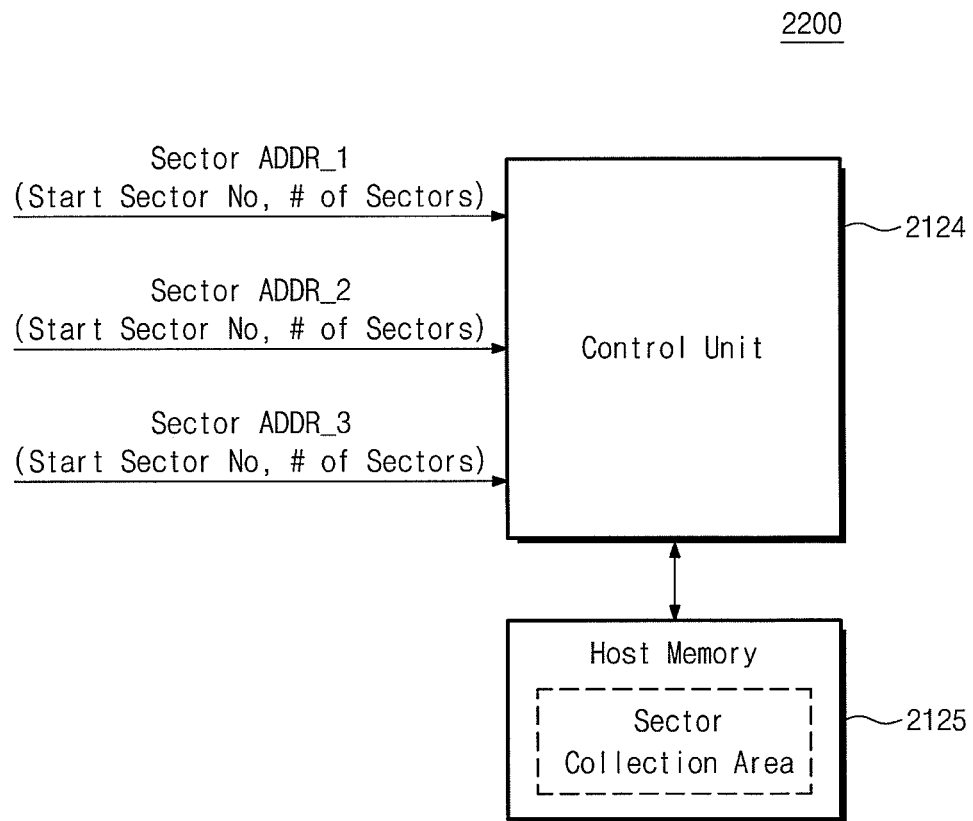 2200
Sector ADDR_1
(Start Sector No, # of Sectors)
2124
Sector ADDR_2
(Start Sector No, # of Sectors)
Control Unit
Sector ADDR_3
(Start Sector No, # of Sectors)
Host Memory
Sector
Collection Area
2125